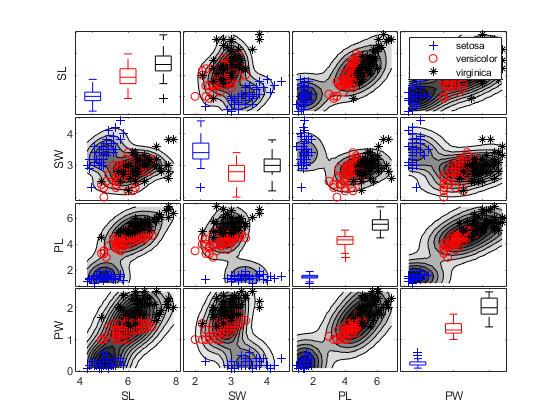 SL
setosa
versicolor
virginica
SW
4
3
PL
6
4
2
PW
2
1
0
4 6 8
2 3 4
2 4 6
SL SW PL PW